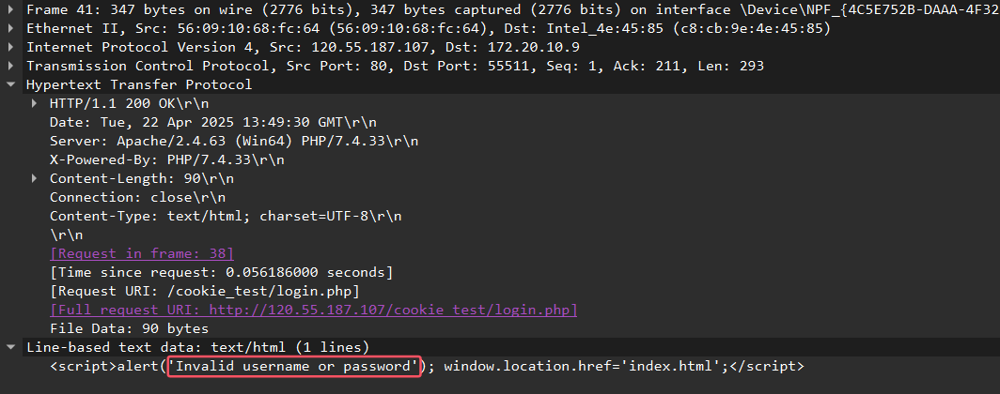 Frame 41: 347 bytes on wire (2776 bits), 347 bytes captured (2776 bits) on interface \Device\NPF_{4C5E752B-DAAA-4F32
Ethernet II, Src: 56:09:10:68:fc:64 (56:09:10:68:fc:64), Dst: Intel_4e:45:85 (c8:cb:9e:4e:45:85)
Internet Protocol Version 4, Src: 120.55.187.107, Dst: 172.20.10.9
Transmission Control Protocol, Src Port: 80, Dst Port: 55511, Seq: 1, Ack: 211, Len: 293
Hypertext Transfer Protocol
HTTP/1.1 200 OK\r\n
Date: Tue, 22 Apr 2025 13:49:30 GMT\r\n
Server: Apache/2.4.63 (Win64) PHP/7.4.33\r\n
X-Powered-By: PHP/7.4.33\r\n
Content-Length: 90\r\n
Connection: close\r\n
Content-Type: text/html; charset=UTF-8\r\n
\r\n
[Request in frame: 38]
[Time since request: 0.056186000 seconds]
[Request URI: /cookie_test/login.php]
[Full request URI: http://120.55.187.107/cookie_test/login.php]
File Data: 90 bytes
Line-based text data: text/html (1 lines)
<script>alert('Invalid username or password'); window.location.href='index.html';</script>